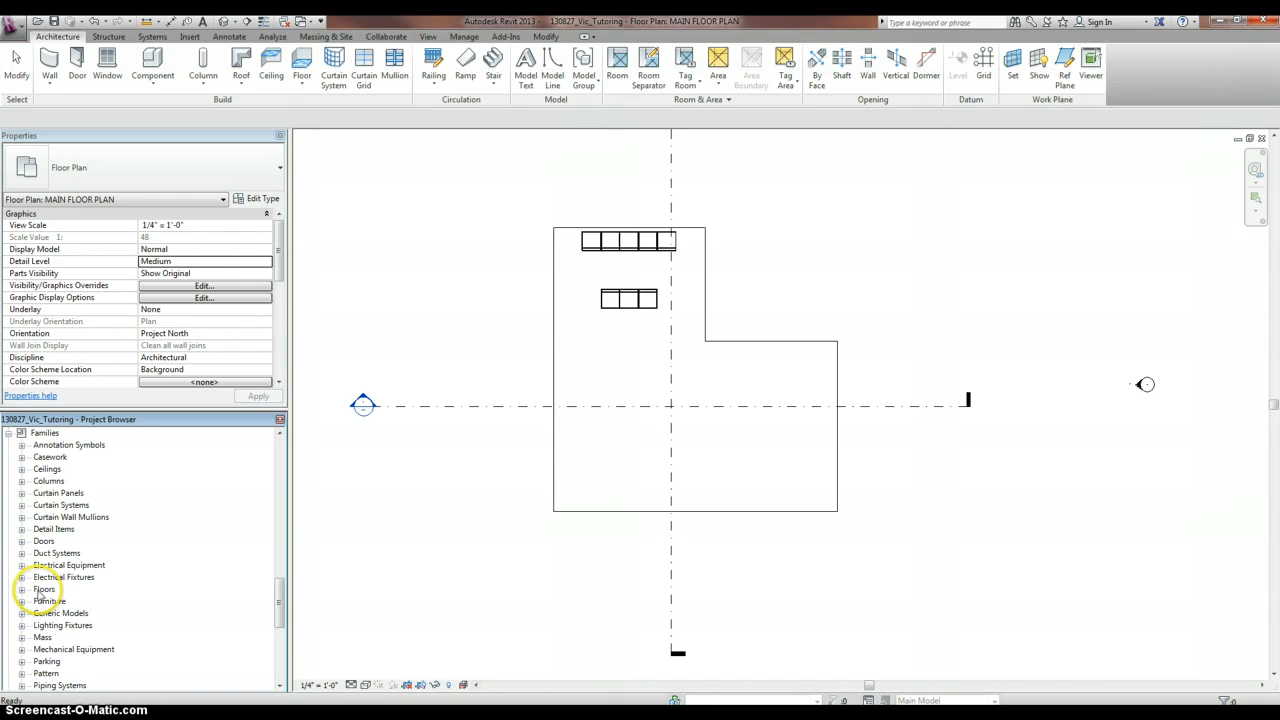 Autodesk Revit 2013 - 130827_Vic_Tutoring - Floor Plan: MAIN FLOOR PLAN
Type a keyword or phrase
Sign In
Architecture Structure Systems Insert Annotate Analyze Massing & Site Collaborate View Manage Add-Ins Modify
Modify Wall Door Window Component Column Roof Ceiling Floor Curtain System Curtain Grid Mullion Railing Ramp Stair Model Text Model Line Model Group Room Room Separator Tag Room Area Area Boundary Tag Area By Face Shaft Wall Vertical Dormer Level Grid Set Show Ref Plane Viewer
Select Build Circulation Model Room & Area Opening Datum Work Plane
Properties
Floor Plan
Floor Plan: MAIN FLOOR PLAN Edit Type
Graphics
View Scale 1/4" = 1'-0"
Scale Value 1: 48
Display Model Normal
Detail Level Medium
Parts Visibility Show Original
Visibility/Graphics Overrides Edit...
Graphic Display Options Edit...
Underlay None
Underlay Orientation Plan
Orientation Project North
Wall Join Display Clean all wall joins
Discipline Architectural
Color Scheme Location Background
Color Scheme <none>
Properties help Apply
130827_Vic_Tutoring - Project Browser
Families
Annotation Symbols
Casework
Ceilings
Columns
Curtain Panels
Curtain Systems
Curtain Wall Mullions
Detail Items
Doors
Duct Systems
Electrical Equipment
Electrical Fixtures
Floors
Furniture
Generic Models
Lighting Fixtures
Mass
Mechanical Equipment
Parking
Pattern
Piping Systems
1/4" = 1'-0"
Ready :0 Main Model :0
Screencast-O-Matic.com